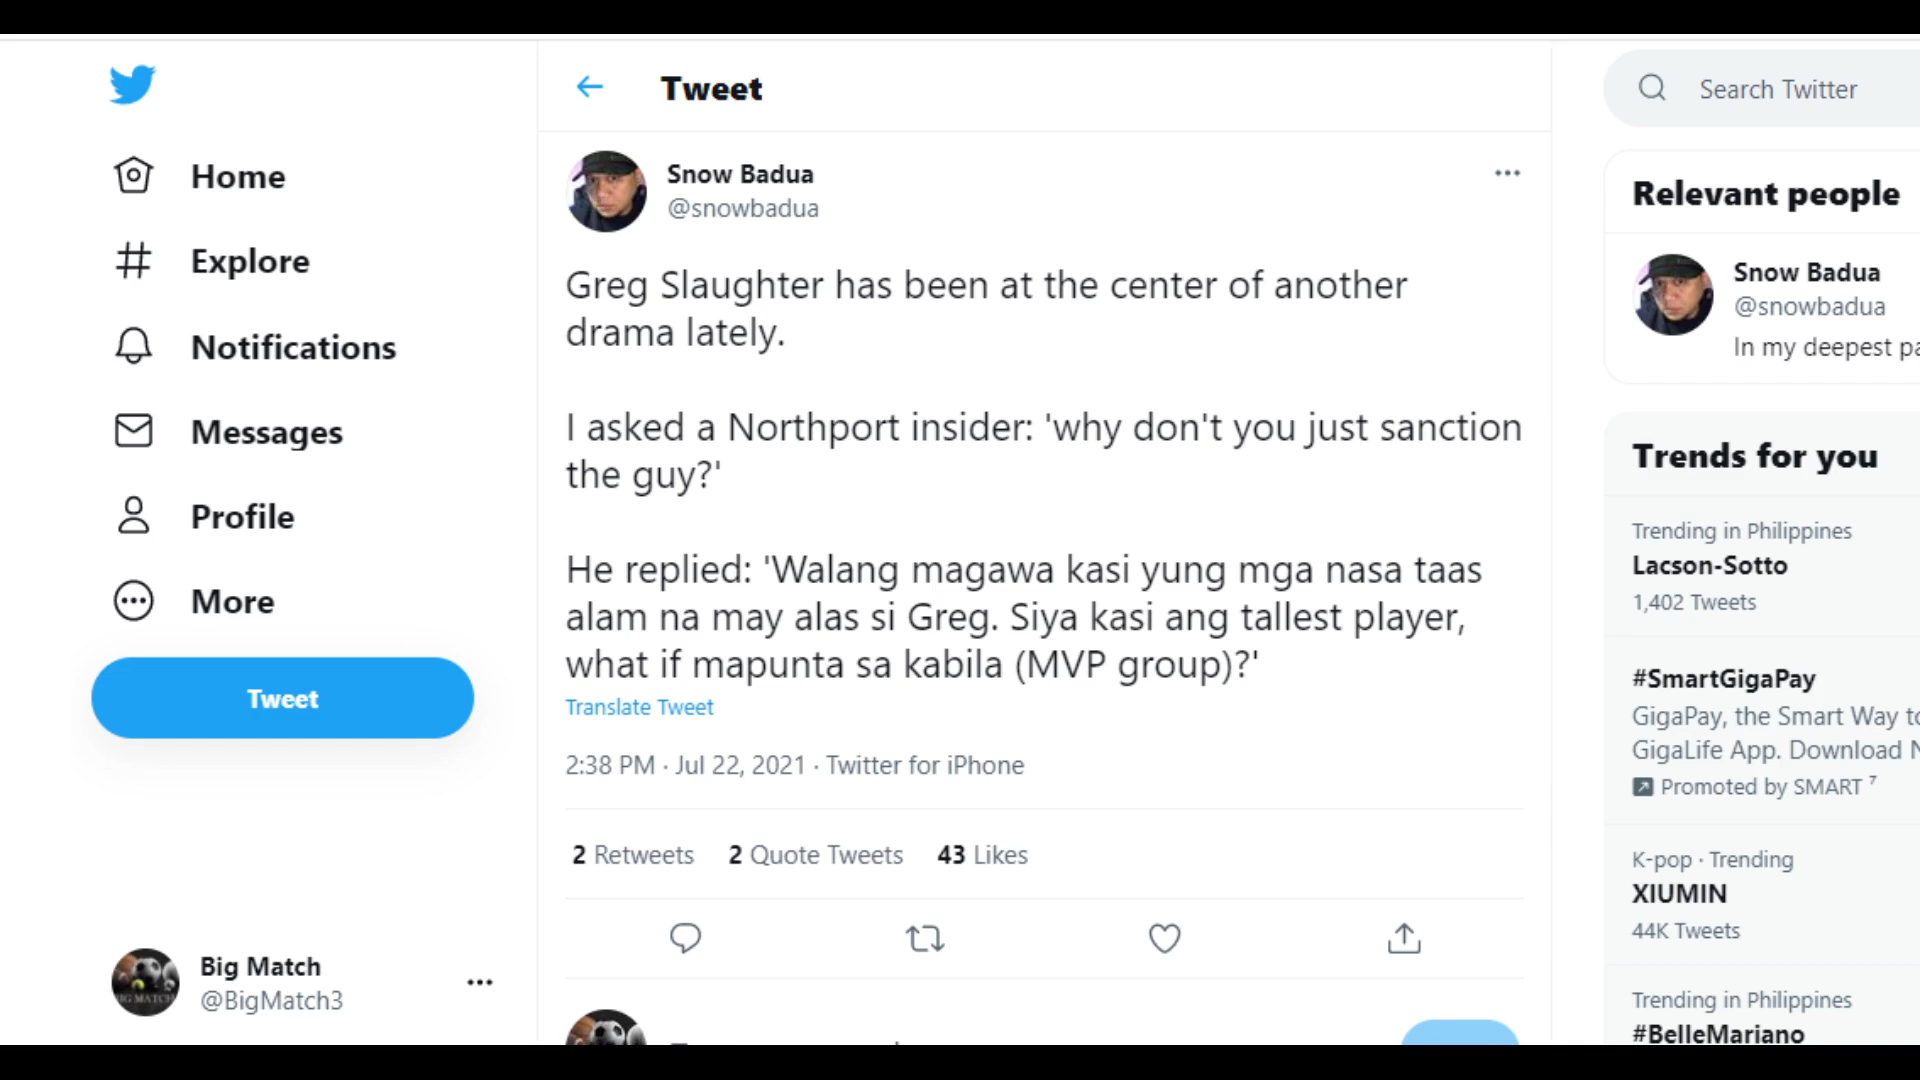 Home
Explore
Notifications
Messages
Profile
More
Tweet
Big Match
@BigMatch3
Tweet
Snow Badua
@snowbadua
Greg Slaughter has been at the center of another
drama lately.
I asked a Northport insider: 'why don't you just sanction
the guy?'
He replied: 'Walang magawa kasi yung mga nasa taas
alam na may alas si Greg. Siya kasi ang tallest player,
what if mapunta sa kabila (MVP group)?'
Translate Tweet
2:38 PM · Jul 22, 2021 · Twitter for iPhone
2 Retweets 2 Quote Tweets 43 Likes
Search Twitter
Relevant people
Snow Badua
@snowbadua
In my deepest
Trends for you
Trending in Philippines
Lacson-Sotto
1,402 Tweets
#SmartGigaPay
GigaPay, the Smart Way
GigaLife App. Download
Promoted by SMART
K-pop · Trending
XIUMIN
44K Tweets
Trending in Philippines
#BelleMariano